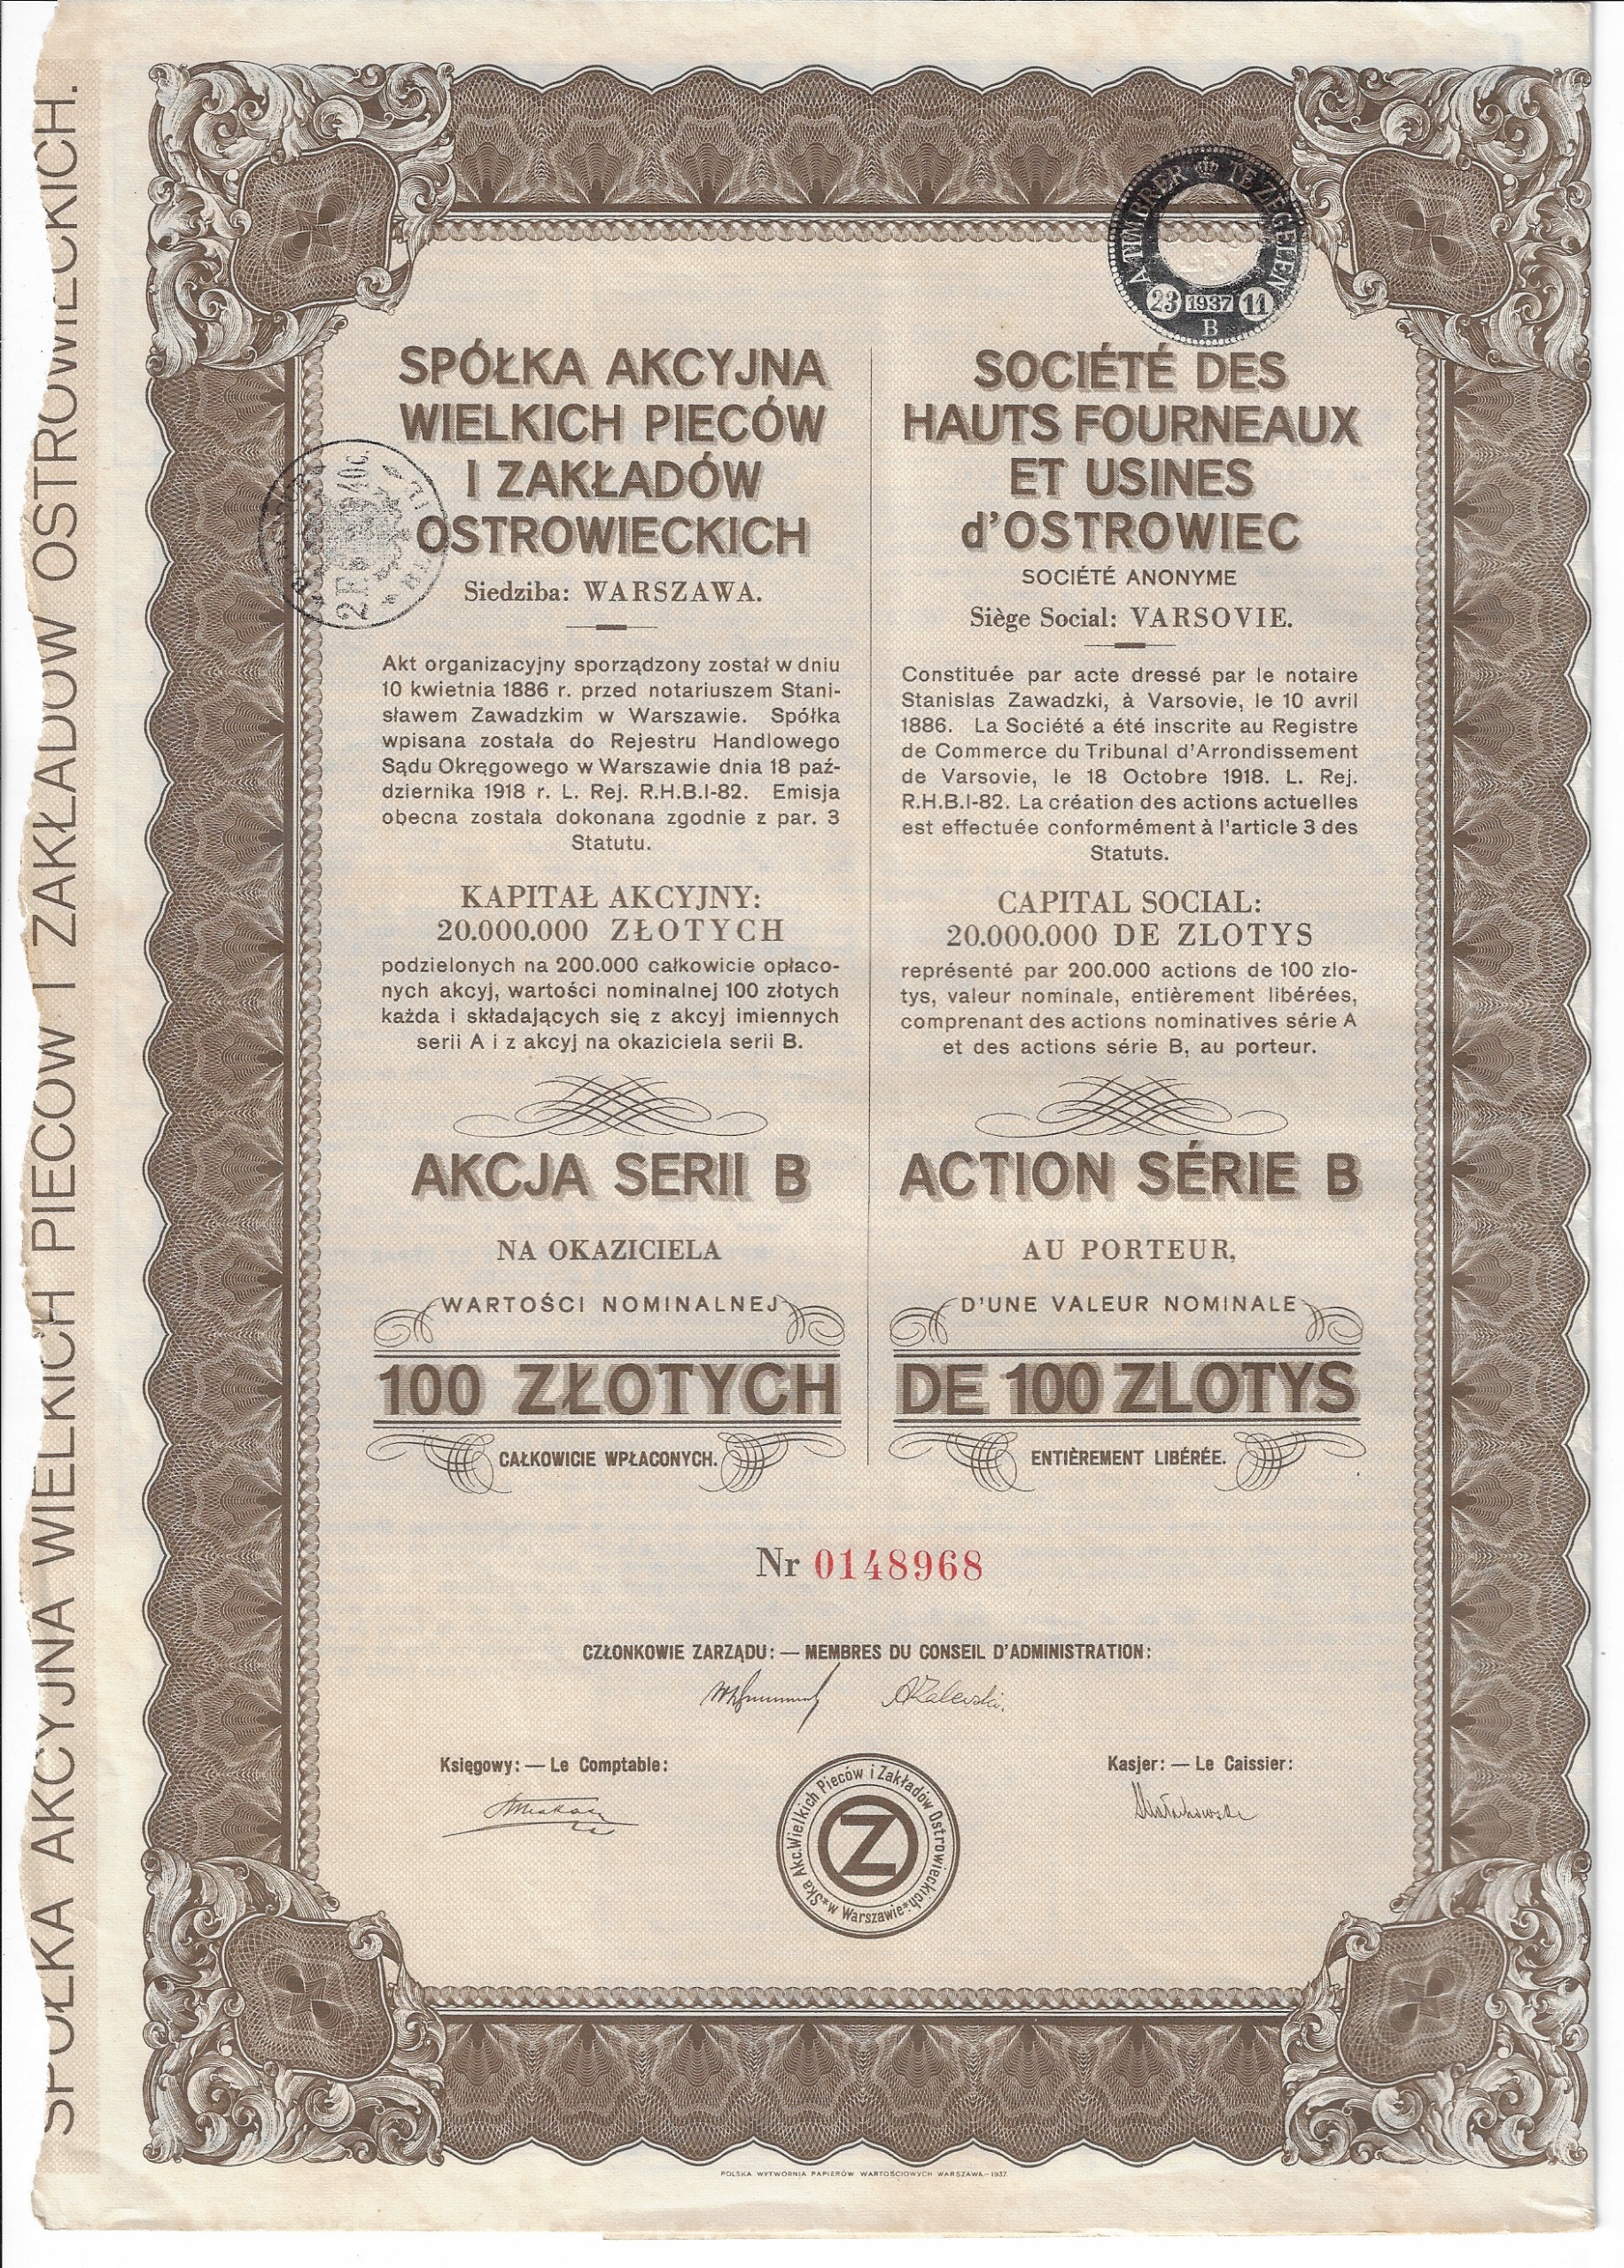 SPÓŁKA AKCYJNA WIELKICH PIECÓW I ZAKŁADÓW OSTROWIECKICH.
A TIMBRER TE ZEGELEN
23 1937 11
B
SPÓŁKA AKCYJNA
WIELKICH PIECÓW
I ZAKŁADÓW
OSTROWIECKICH
Siedziba: WARSZAWA.
Akt organizacyjny sporządzony został w dniu
10 kwietnia 1886 r. przed notariuszem Stani-
sławem Zawadzkim w Warszawie. Spółka
wpisana została do Rejestru Handlowego
Sądu Okręgowego w Warszawie dnia 18 paź-
dziernika 1918 r. L. Rej. R.H.B.I-82. Emisja
obecna została dokonana zgodnie z par. 3
Statutu.
KAPITAŁ AKCYJNY:
20.000.000 ZŁOTYCH
podzielonych na 200.000 całkowicie opłaco-
nych akcyj, wartości nominalnej 100 złotych
każda i składających się z akcyj imiennych
serii A i z akcyj na okaziciela serii B.
AKCJA SERII B
NA OKAZICIELA
WARTOŚCI NOMINALNEJ
100 ZŁOTYCH
CAŁKOWICIE WPŁACONYCH.
SOCIÉTÉ DES
HAUTS FOURNEAUX
ET USINES
d'OSTROWIEC
SOCIÉTÉ ANONYME
Siège Social: VARSOVIE.
Constituée par acte dressé par le notaire
Stanislas Zawadzki, à Varsovie, le 10 avril
1886. La Société a été inscrite au Registre
de Commerce du Tribunal d'Arrondissement
de Varsovie, le 18 Octobre 1918. L. Rej.
R.H.B.I-82. La création des actions actuelles
est effectuée conformément à l'article 3 des
Statuts.
CAPITAL SOCIAL:
20.000.000 DE ZLOTYS
représenté par 200.000 actions de 100 zlo-
tys, valeur nominale, entièrement libérées,
comprenant des actions nominatives série A
et des actions série B, au porteur.
ACTION SÉRIE B
AU PORTEUR,
D'UNE VALEUR NOMINALE
DE 100 ZLOTYS
ENTIÈREMENT LIBÉRÉE.
Nr 0148968
CZŁONKOWIE ZARZĄDU: — MEMBRES DU CONSEIL D'ADMINISTRATION:
AZalewski.
Księgowy: — Le Comptable:
Kasjer: — Le Caissier:
Ska Akc. Wielkich Pieców i Zakładów Ostrowieckich
* w Warszawie *
Z
POLSKA WYTWÓRNIA PAPIERÓW WARTOŚCIOWYCH WARSZAWA—1937.